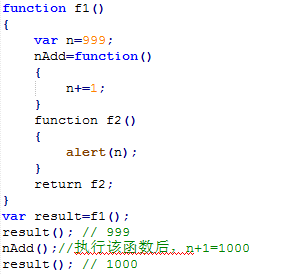 function f1()
{
var n=999;
nAdd=function()
{
n+=1;
}
function f2()
{
alert(n);
}
return f2;
}
var result=f1();
result(); // 999
nAdd();//执行该函数后，n+1=1000
result(); // 1000